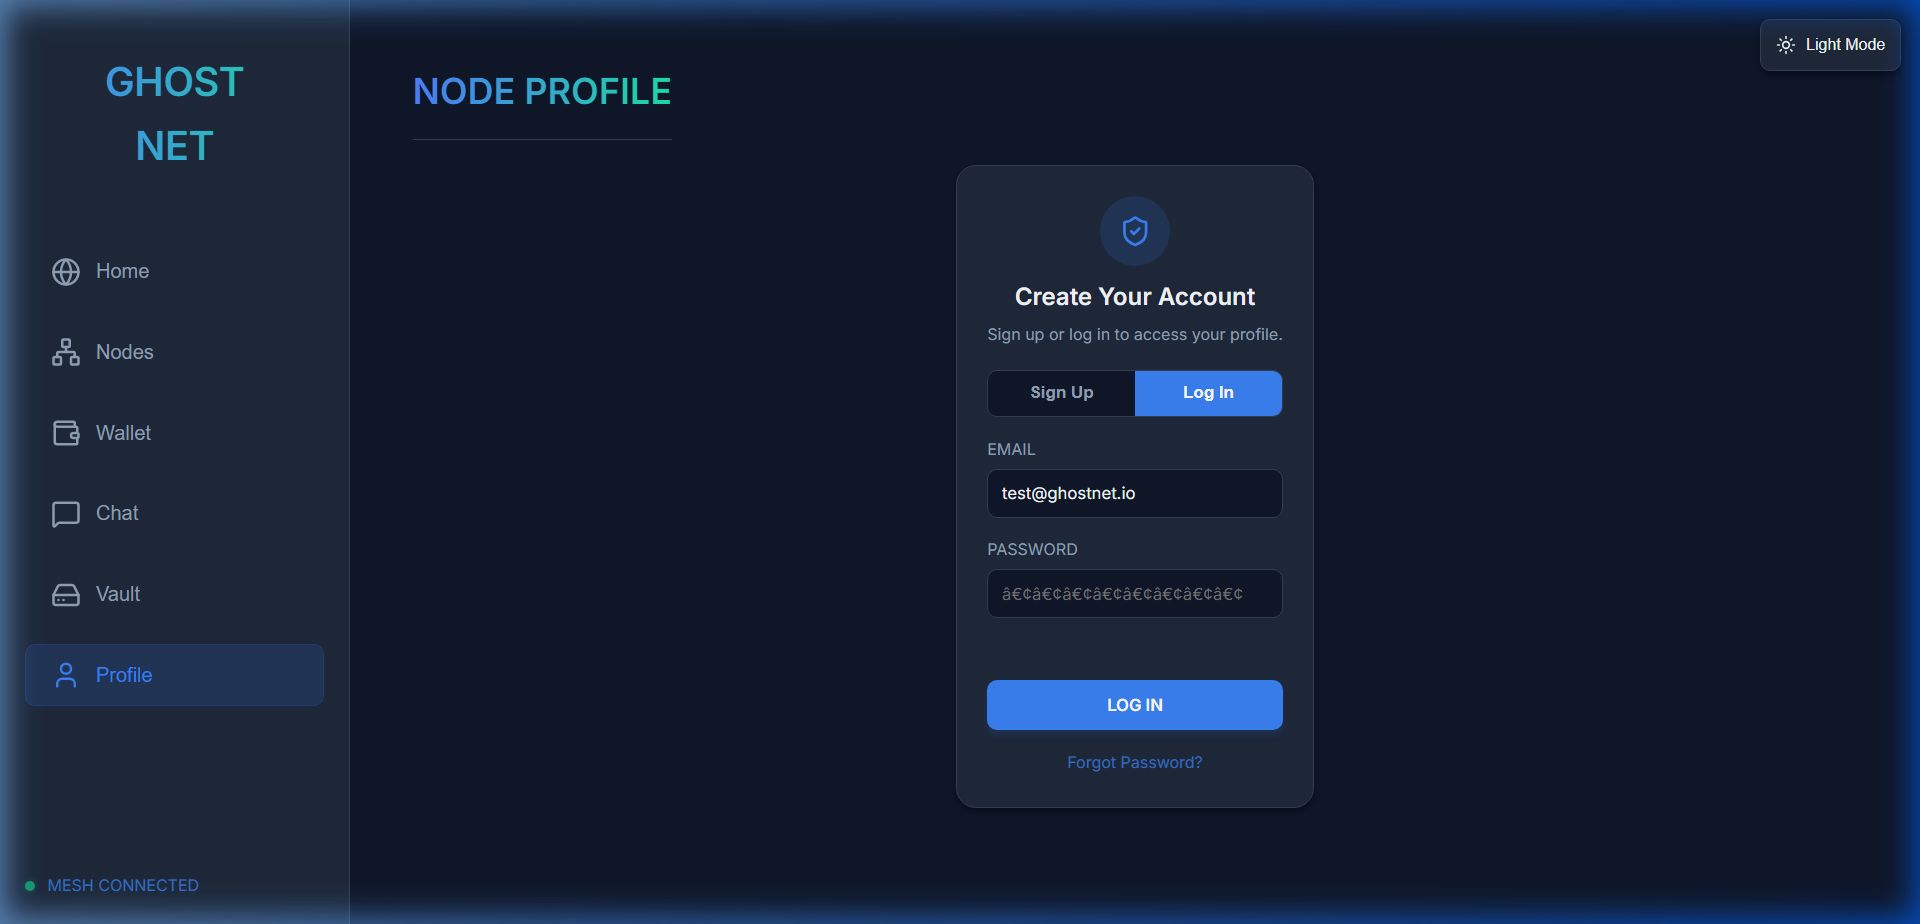 GHOST
NET
Home
Nodes
Wallet
Chat
Vault
Profile
MESH CONNECTED
NODE PROFILE
Light Mode
Create Your Account
Sign up or log in to access your profile.
Sign Up
Log In
EMAIL
test@ghostnet.io
PASSWORD
â€¢â€¢â€¢â€¢â€¢â€¢â€¢â€¢
LOG IN
Forgot Password?